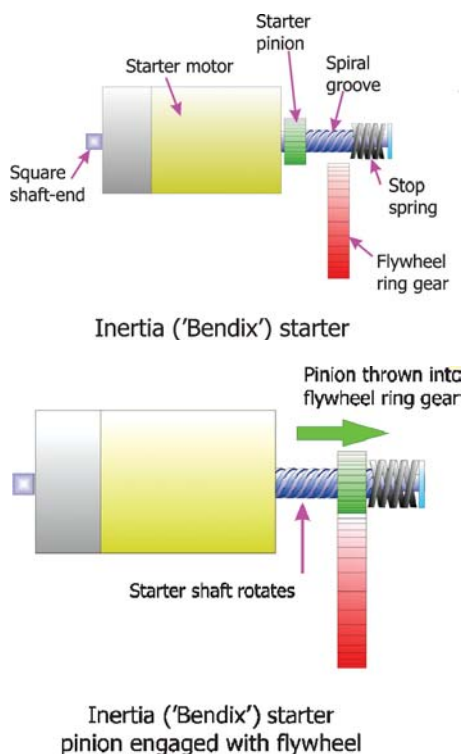 Starter
pinion
Starter motor
Spiral
groove
Square
shaft-end
Stop
spring
Flywheel
ring gear
Inertia ('Bendix') starter
Pinion thrown into
flywheel ring gear
Starter shaft rotates
Inertia ('Bendix') starter
pinion engaged with flywheel